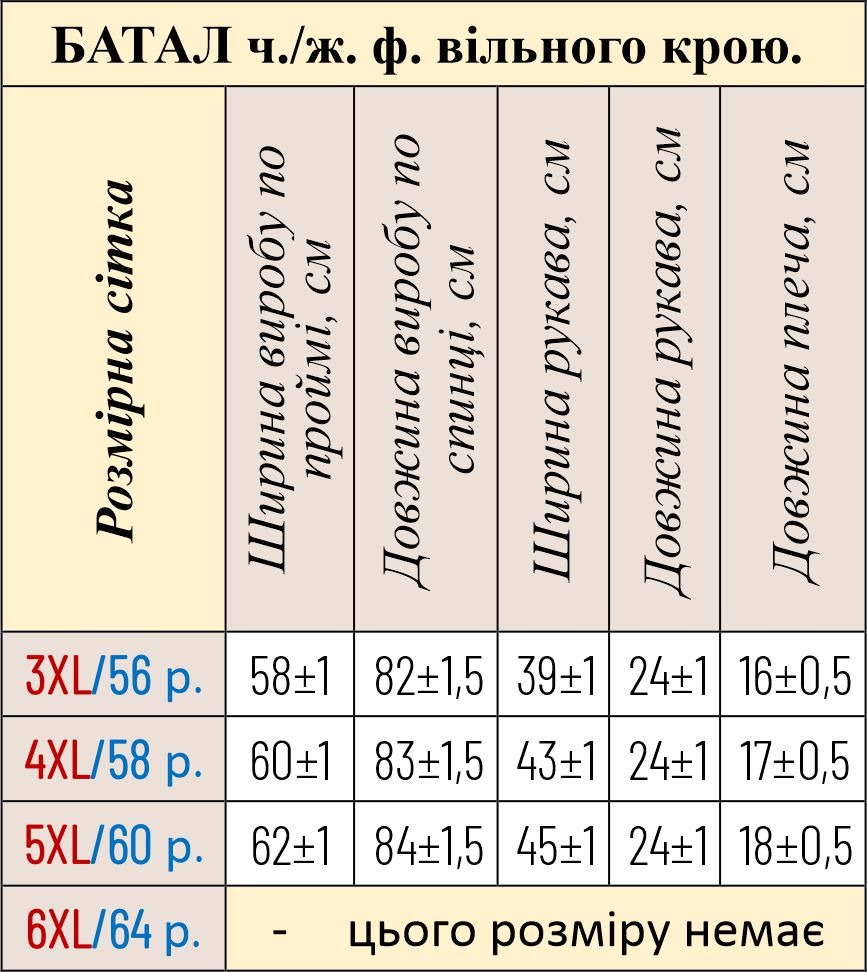 БАТАЛ ч./ж. ф. вільного крою.
Розмірна сітка
Ширина виробу по
проймі, см
Довжина виробу по
спинці, см
Ширина рукава, см
Довжина рукава, см
Довжина плеча, см
3XL/56 р. 58±1 82±1,5 39±1 24±1 16±0,5
4XL/58 р. 60±1 83±1,5 43±1 24±1 17±0,5
5XL/60 р. 62±1 84±1,5 45±1 24±1 18±0,5
6XL/64 р. - цього розміру немає